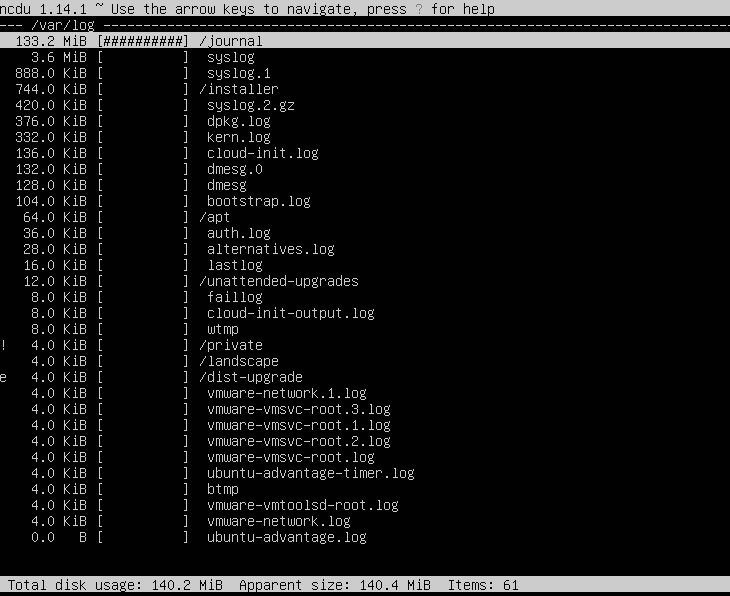 ncdu 1.14.1 ~ Use the arrow keys to navigate, press ? for help
--- /var/log ------------------------------------------------------------------------------
133.2 MiB [##########] /journal
3.6 MiB [          ]  syslog
888.0 KiB [          ]  syslog.1
744.0 KiB [          ] /installer
420.0 KiB [          ]  syslog.2.gz
376.0 KiB [          ]  dpkg.log
332.0 KiB [          ]  kern.log
136.0 KiB [          ]  cloud-init.log
132.0 KiB [          ]  dmesg.0
128.0 KiB [          ]  dmesg
104.0 KiB [          ]  bootstrap.log
64.0 KiB [          ] /apt
36.0 KiB [          ]  auth.log
28.0 KiB [          ]  alternatives.log
16.0 KiB [          ]  lastlog
12.0 KiB [          ] /unattended-upgrades
8.0 KiB [          ]  faillog
8.0 KiB [          ]  cloud-init-output.log
8.0 KiB [          ]  wtmp
!   4.0 KiB [          ] /private
4.0 KiB [          ] /landscape
e   4.0 KiB [          ] /dist-upgrade
4.0 KiB [          ]  vmware-network.1.log
4.0 KiB [          ]  vmware-vmsvc-root.3.log
4.0 KiB [          ]  vmware-vmsvc-root.1.log
4.0 KiB [          ]  vmware-vmsvc-root.2.log
4.0 KiB [          ]  vmware-vmsvc-root.log
4.0 KiB [          ]  ubuntu-advantage-timer.log
4.0 KiB [          ]  btmp
4.0 KiB [          ]  vmware-vmtoolsd-root.log
4.0 KiB [          ]  vmware-network.log
0.0   B [          ]  ubuntu-advantage.log
Total disk usage: 140.2 MiB  Apparent size: 140.4 MiB  Items: 61